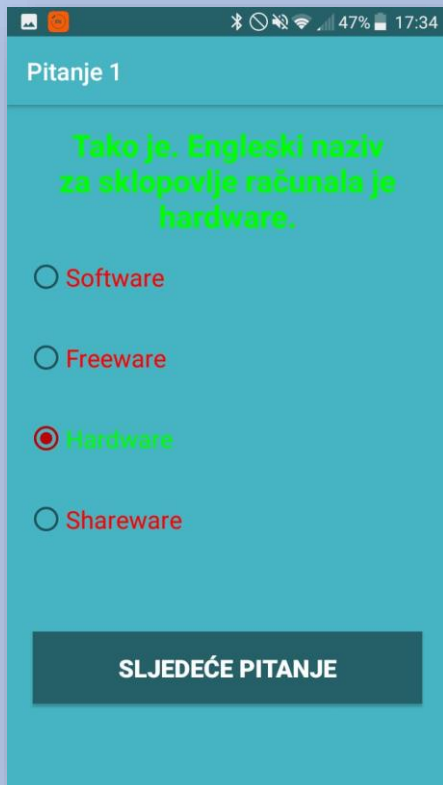 47% 17:34
Pitanje 1
Tako je. Engleski naziv
za sklopovlje računala je
hardware.
Software
Freeware
Hardware
Shareware
SLJEDEĆE PITANJE